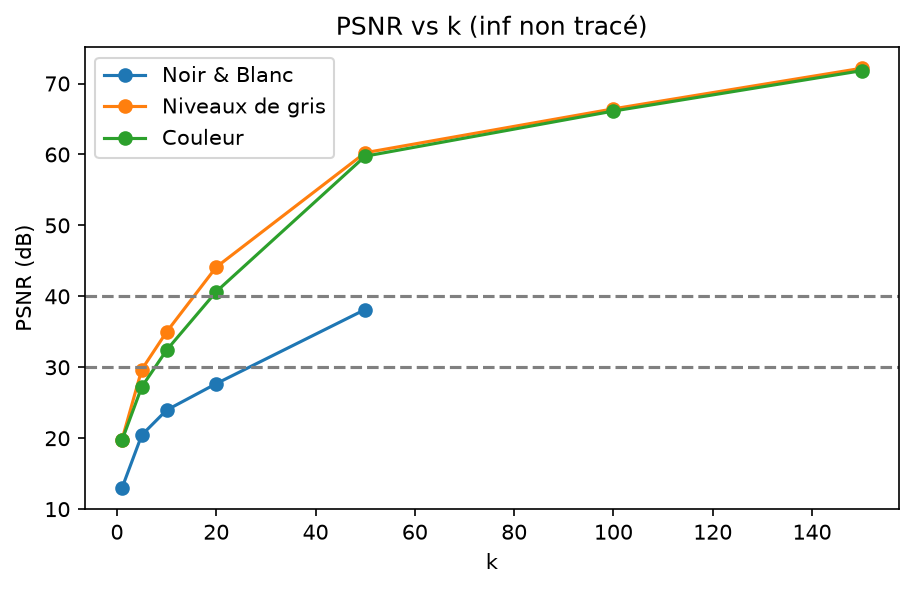 PSNR vs k (inf non tracé)
Noir & Blanc
Niveaux de gris
Couleur
PSNR (dB)
70
60
50
40
30
20
10
0 20 40 60 80 100 120 140
k